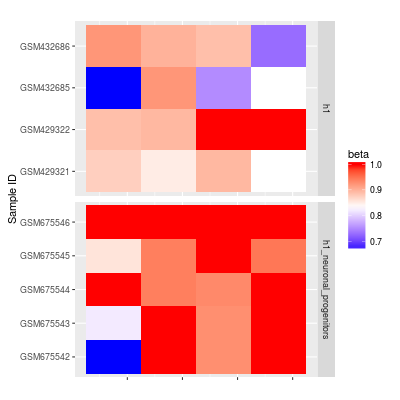 Sample ID
GSM432686
GSM432685
GSM429322
GSM429321
h1
GSM675546
GSM675545
GSM675544
GSM675543
GSM675542
h1_neuronal_progenitors
beta
1.0
0.9
0.8
0.7